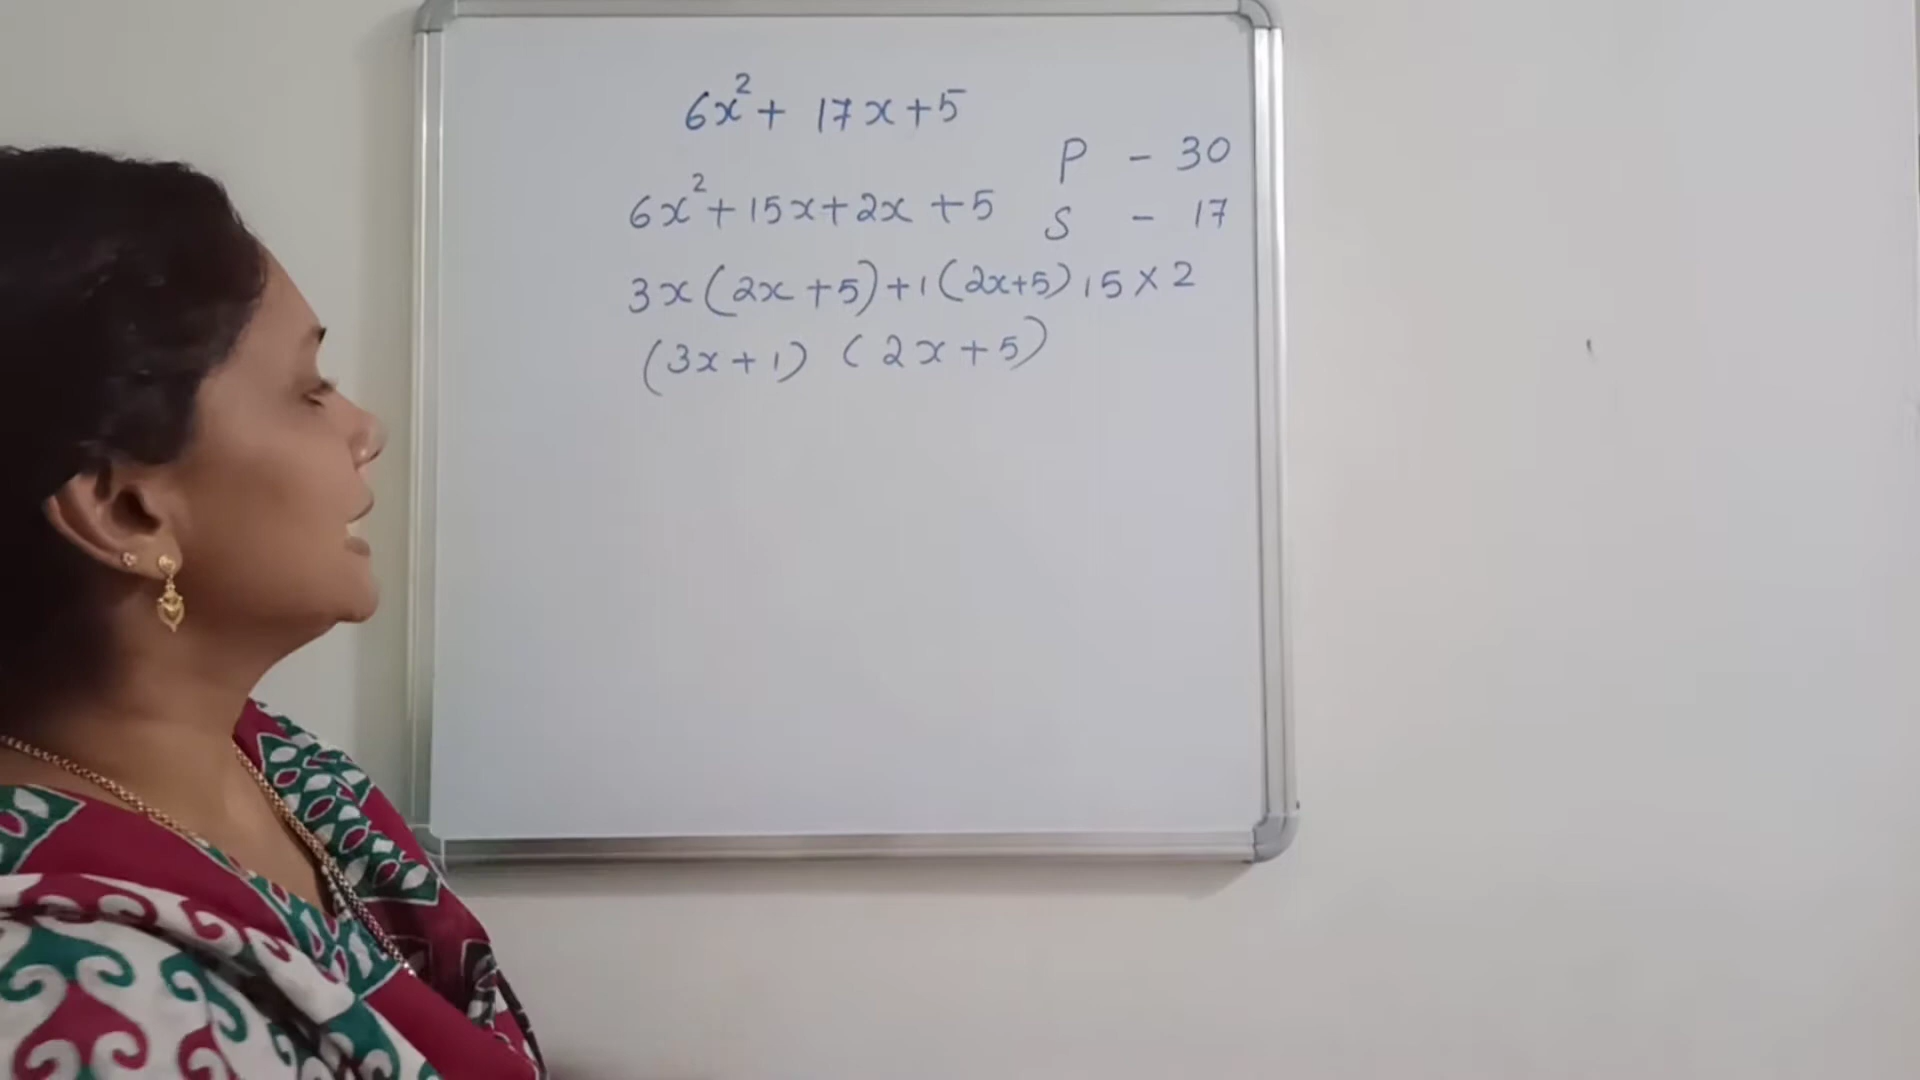 6x² + 17x + 5
P - 30
6x² + 15x + 2x + 5
S - 17
3x (2x + 5) + 1 (2x+5)
15 × 2
(3x + 1) (2x + 5)